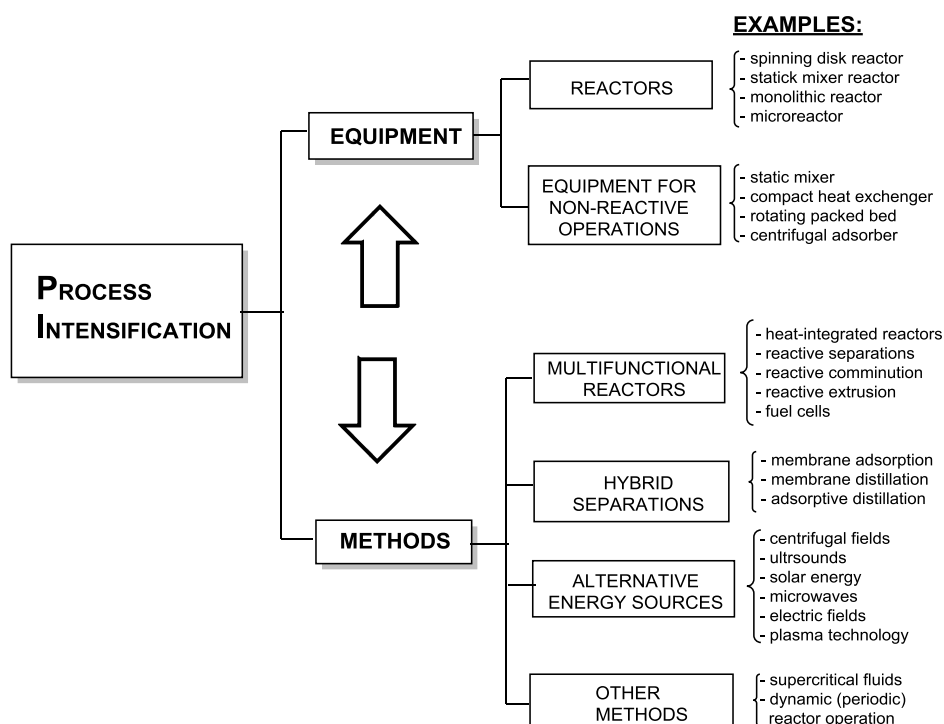 EXAMPLES:
PROCESS
INTENSIFICATION
EQUIPMENT
REACTORS
- spinning disk reactor
- statick mixer reactor
- monolithic reactor
- microreactor
EQUIPMENT FOR
NON-REACTIVE
OPERATIONS
- static mixer
- compact heat exchenger
- rotating packed bed
- centrifugal adsorber
METHODS
MULTIFUNCTIONAL
REACTORS
- heat-integrated reactors
- reactive separations
- reactive comminution
- reactive extrusion
- fuel cells
HYBRID
SEPARATIONS
- membrane adsorption
- membrane distillation
- adsorptive distillation
ALTERNATIVE
ENERGY SOURCES
- centrifugal fields
- ultrsounds
- solar energy
- microwaves
- electric fields
- plasma technology
OTHER
METHODS
- supercritical fluids
- dynamic (periodic)
reactor operation